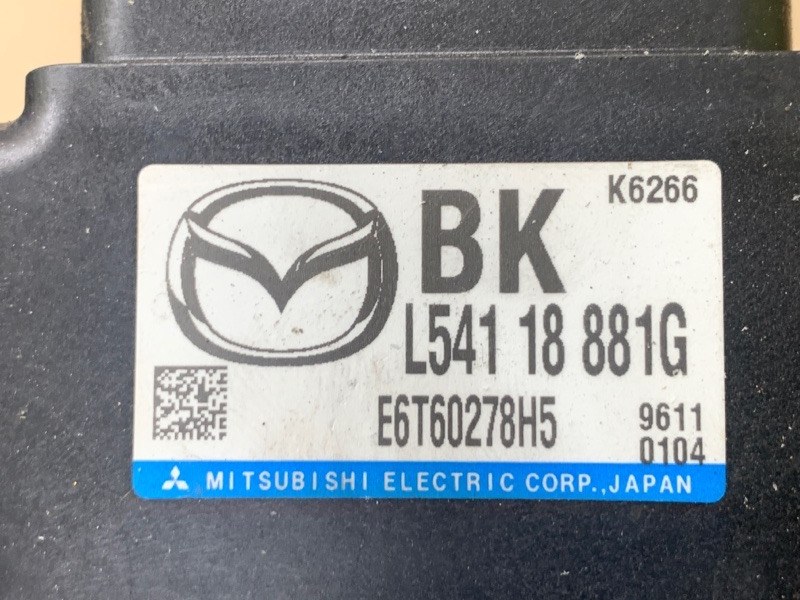 K6266
BK
L541 18 881G
E6T60278H5
9611
0104
MITSUBISHI ELECTRIC CORP., JAPAN